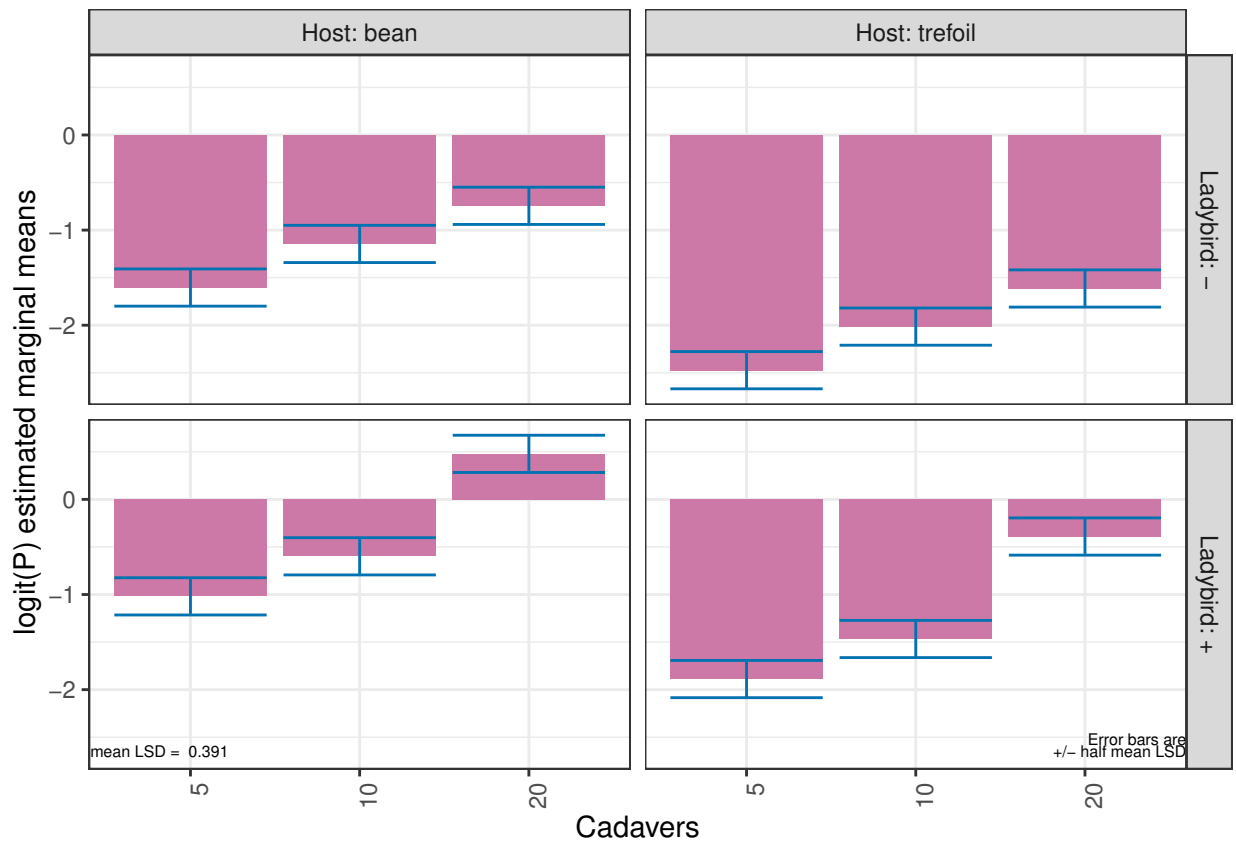 Host: bean
Host: trefoil
logit(P) estimated marginal means
0
−1
−2
Ladybird: −
0
−1
−2
Ladybird: +
mean LSD = 0.391
Error bars are
+/− half mean LSD
5
10
20
5
10
20
Cadavers